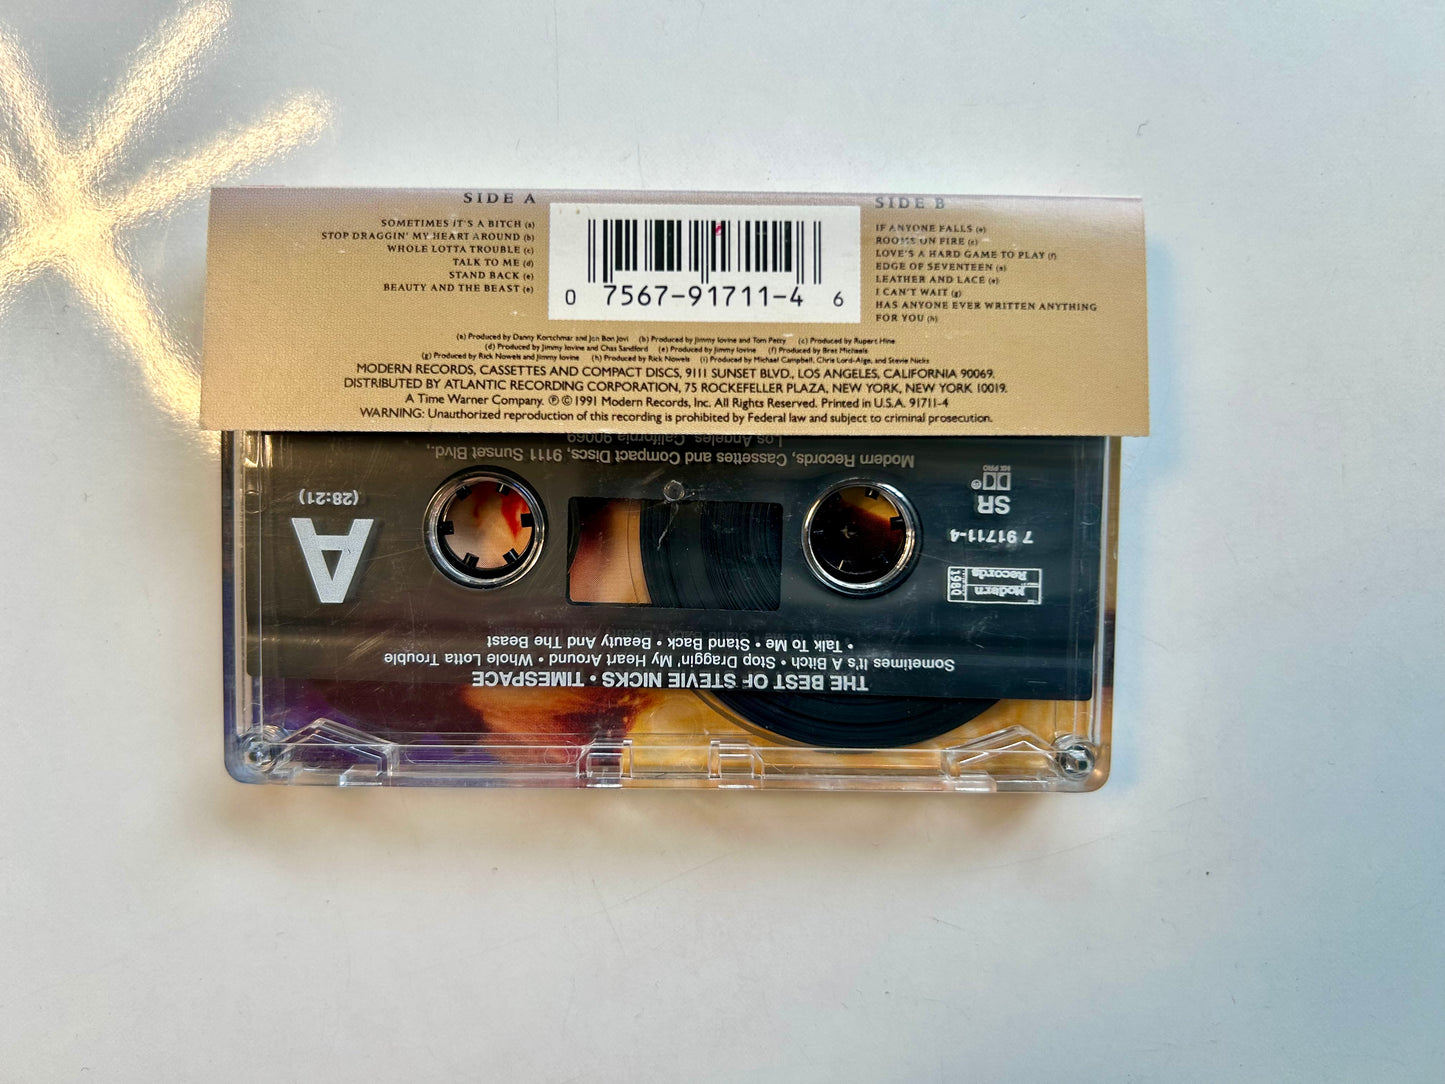 SIDE A
SOMETIMES IT'S A BITCH (a)
STOP DRAGGIN' MY HEART AROUND (b)
WHOLE LOTTA TROUBLE (c)
TALK TO ME (d)
STAND BACK (e)
BEAUTY AND THE BEAST (e)
0 7567-91711-4 6
SIDE B
IF ANYONE FALLS (e)
ROOMS ON FIRE (c)
LOVE'S A HARD GAME TO PLAY (f)
EDGE OF SEVENTEEN (e)
LEATHER AND LACE (e)
I CAN'T WAIT (g)
HAS ANYONE EVER WRITTEN ANYTHING
FOR YOU (h)
(a) Produced by Danny Kortchmar and Jon Bon Jovi (b) Produced by Jimmy Iovine and Tom Petty (c) Produced by Rupert Hine
(d) Produced by Jimmy Iovine and Chas Sandford (e) Produced by Jimmy Iovine (f) Produced by Bret Michaels
(g) Produced by Rick Nowels and Jimmy Iovine (h) Produced by Rick Nowels (i) Produced by Michael Campbell, Chris Lord-Alge, and Stevie Nicks
MODERN RECORDS, CASSETTES AND COMPACT DISCS, 9111 SUNSET BLVD., LOS ANGELES, CALIFORNIA 90069.
DISTRIBUTED BY ATLANTIC RECORDING CORPORATION, 75 ROCKEFELLER PLAZA, NEW YORK, NEW YORK 10019.
A Time Warner Company. ℗ © 1991 Modern Records, Inc. All Rights Reserved. Printed in U.S.A. 91711-4
WARNING: Unauthorized reproduction of this recording is prohibited by Federal law and subject to criminal prosecution.
THE BEST OF STEVIE NICKS • TIMESPACE
Sometimes It's A Bitch • Stop Draggin' My Heart Around • Whole Lotta Trouble
• Talk To Me • Stand Back • Beauty And The Beast
Modern
Records
1980
7 91711-4
SR
HX PRO
A
(28:21)
Modern Records, Cassettes and Compact Discs, 9111 Sunset Blvd.,
Los Angeles, California 90069